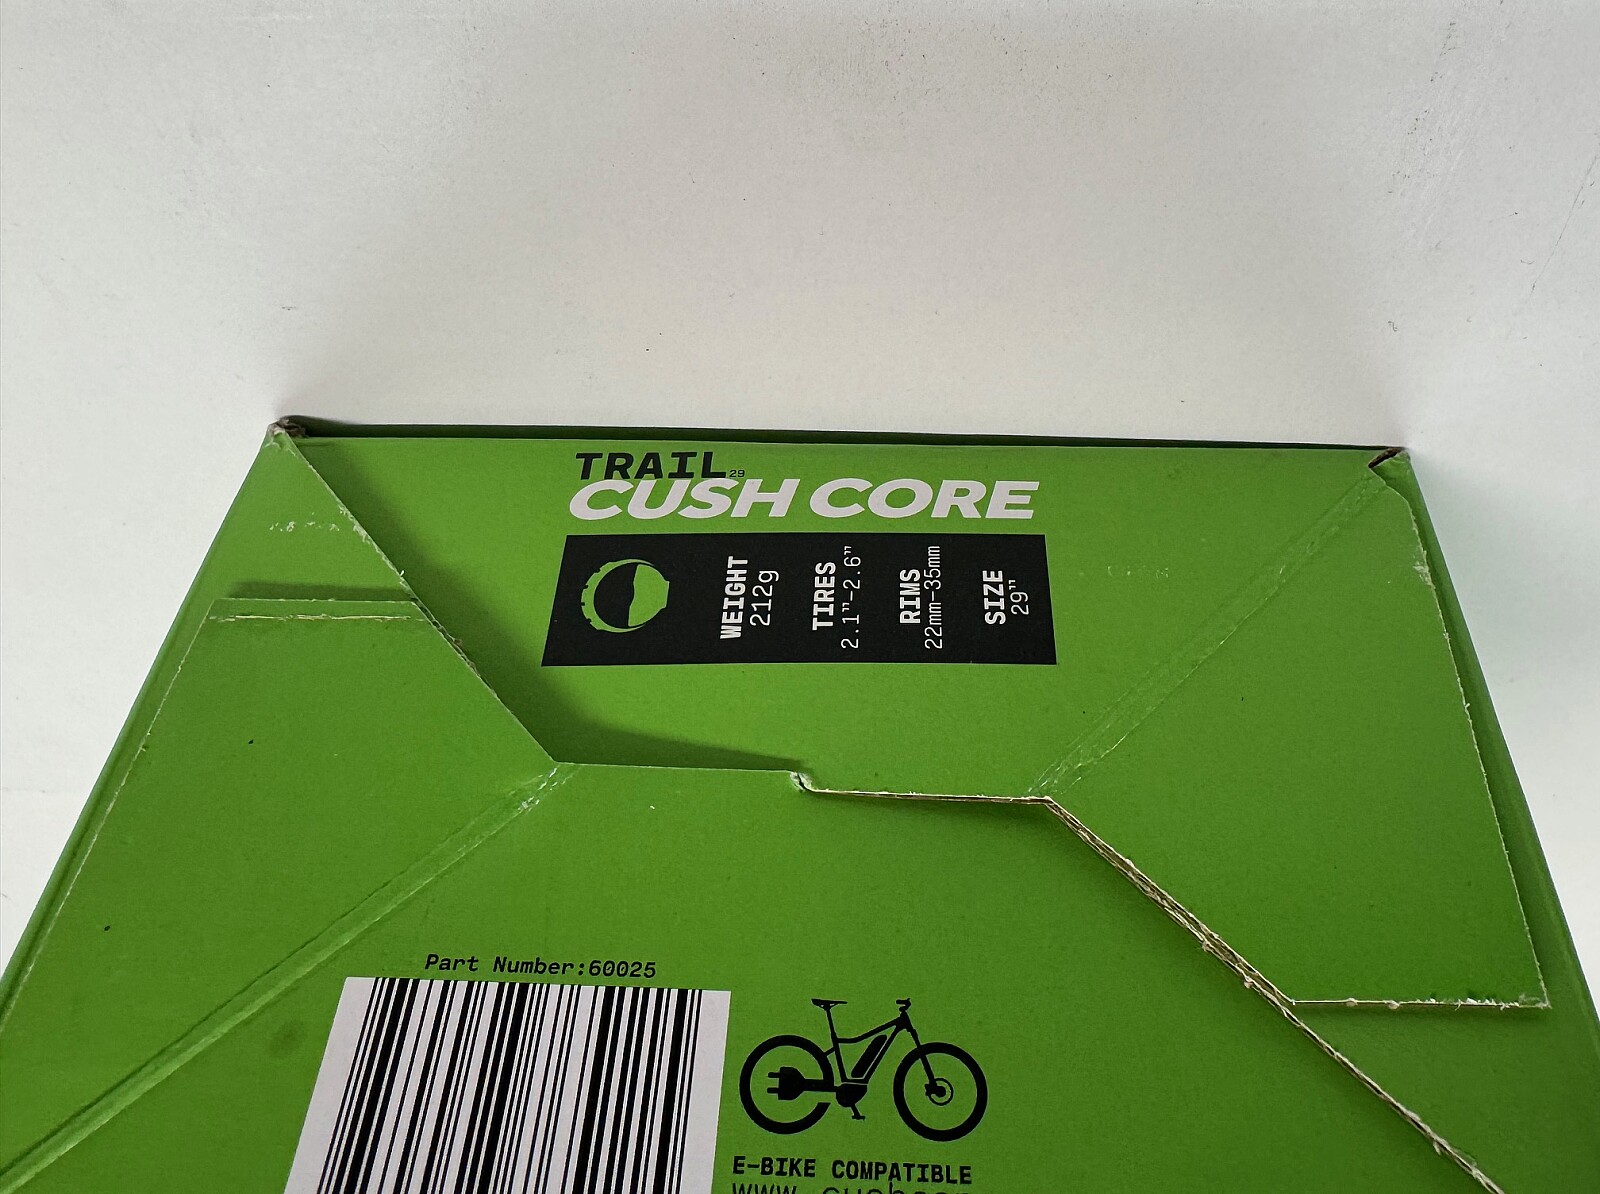 TRAIL 29
CUSH CORE
WEIGHT
212g
TIRES
2.1"-2.6"
RIMS
22mm-35mm
SIZE
29"
Part Number:60025
E-BIKE COMPATIBLE